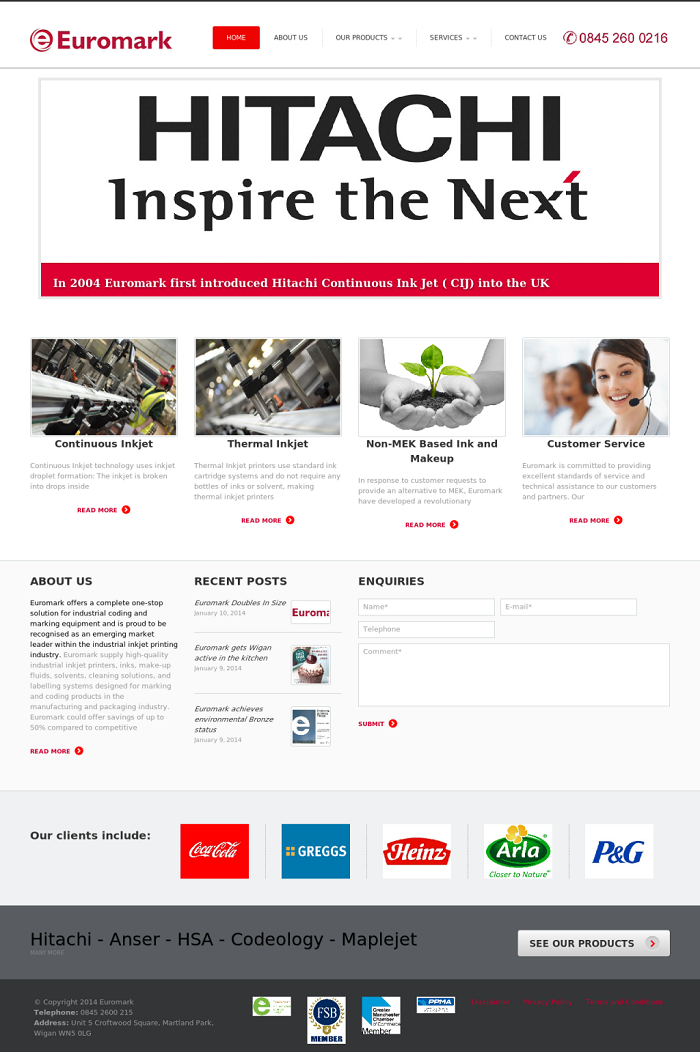 Euromark
HOME
ABOUT US
OUR PRODUCTS
SERVICES
CONTACT US
0845 260 0216
HITACHI
Inspire the Next
In 2004 Euromark first introduced Hitachi Continuous Ink Jet ( CIJ) into the UK
Continuous Inkjet
Continuous Inkjet technology uses inkjet
droplet formation: The inkjet is broken
into drops inside
READ MORE
Thermal Inkjet
Thermal Inkjet printers use standard ink
cartridge systems and do not require any
bottles of inks or solvent, making
thermal inkjet printers
READ MORE
Non-MEK Based Ink and
Makeup
In response to customer requests to
provide an alternative to MEK, Euromark
have developed a revolutionary
READ MORE
Customer Service
Euromark is committed to providing
excellent standards of service and
technical assistance to our customers
and partners. Our
READ MORE
ABOUT US
Euromark offers a complete one-stop
solution for industrial coding and
marking equipment and is proud to be
recognised as an emerging market
leader within the industrial inkjet printing
industry. Euromark supply high-quality
industrial inkjet printers, inks, make-up
fluids, solvents, cleaning solutions, and
labelling systems designed for marking
and coding products in the
manufacturing and packaging industry.
Euromark could offer savings of up to
50% compared to competitive
READ MORE
RECENT POSTS
Euromark Doubles In Size
January 10, 2014
Euroma
Euromark gets Wigan
active in the kitchen
January 9, 2014
Euromark achieves
environmental Bronze
status
January 9, 2014
ENQUIRIES
Name*
E-mail*
Telephone
Comment*
SUBMIT
Our clients include:
Coca-Cola
GREGGS
Heinz
Arla
Closer to Nature™
P&G
Hitachi - Anser - HSA - Codeology - Maplejet
MANY MORE
SEE OUR PRODUCTS
© Copyright 2014 Euromark
Telephone: 0845 2600 215
Address: Unit 5 Croftwood Square, Martland Park,
Wigan WN5 0LG
FSB
MEMBER
Greater
Manchester
Chamber
of Commerce
Member
PPMA
Privacy Policy
Terms and Conditions